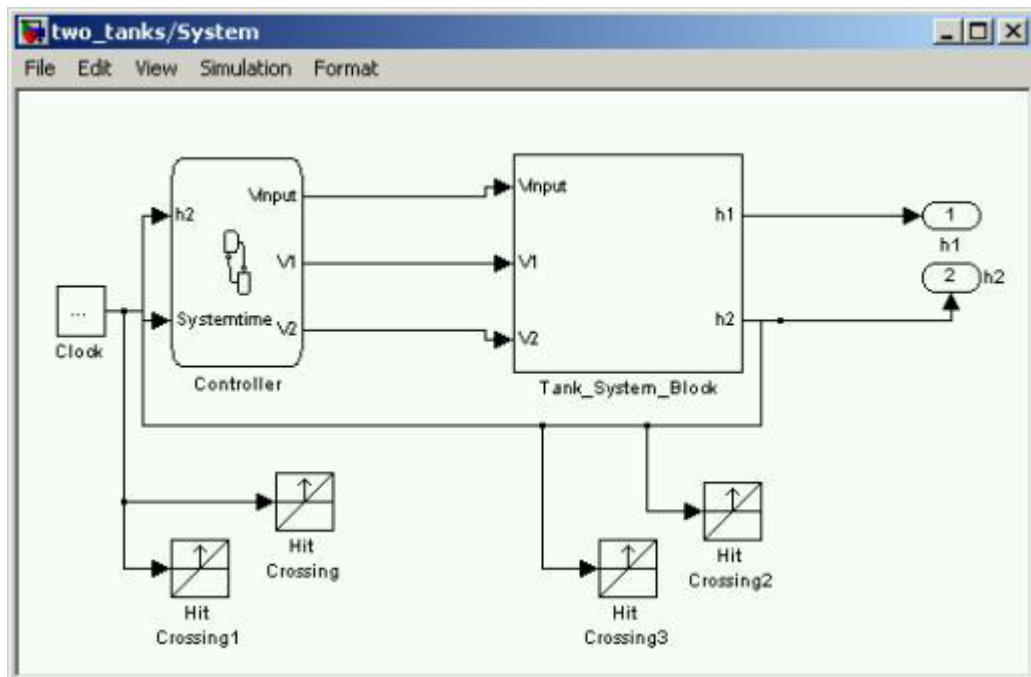 two_tanks/System
File Edit View Simulation Format
h2
Systemtime
VInput
V1
V2
Controller
...
Clock
VInput
V1
V2
h1
h2
Tank_System_Block
1
h1
2
h2
Hit
Crossing
Hit
Crossing1
Hit
Crossing2
Hit
Crossing3